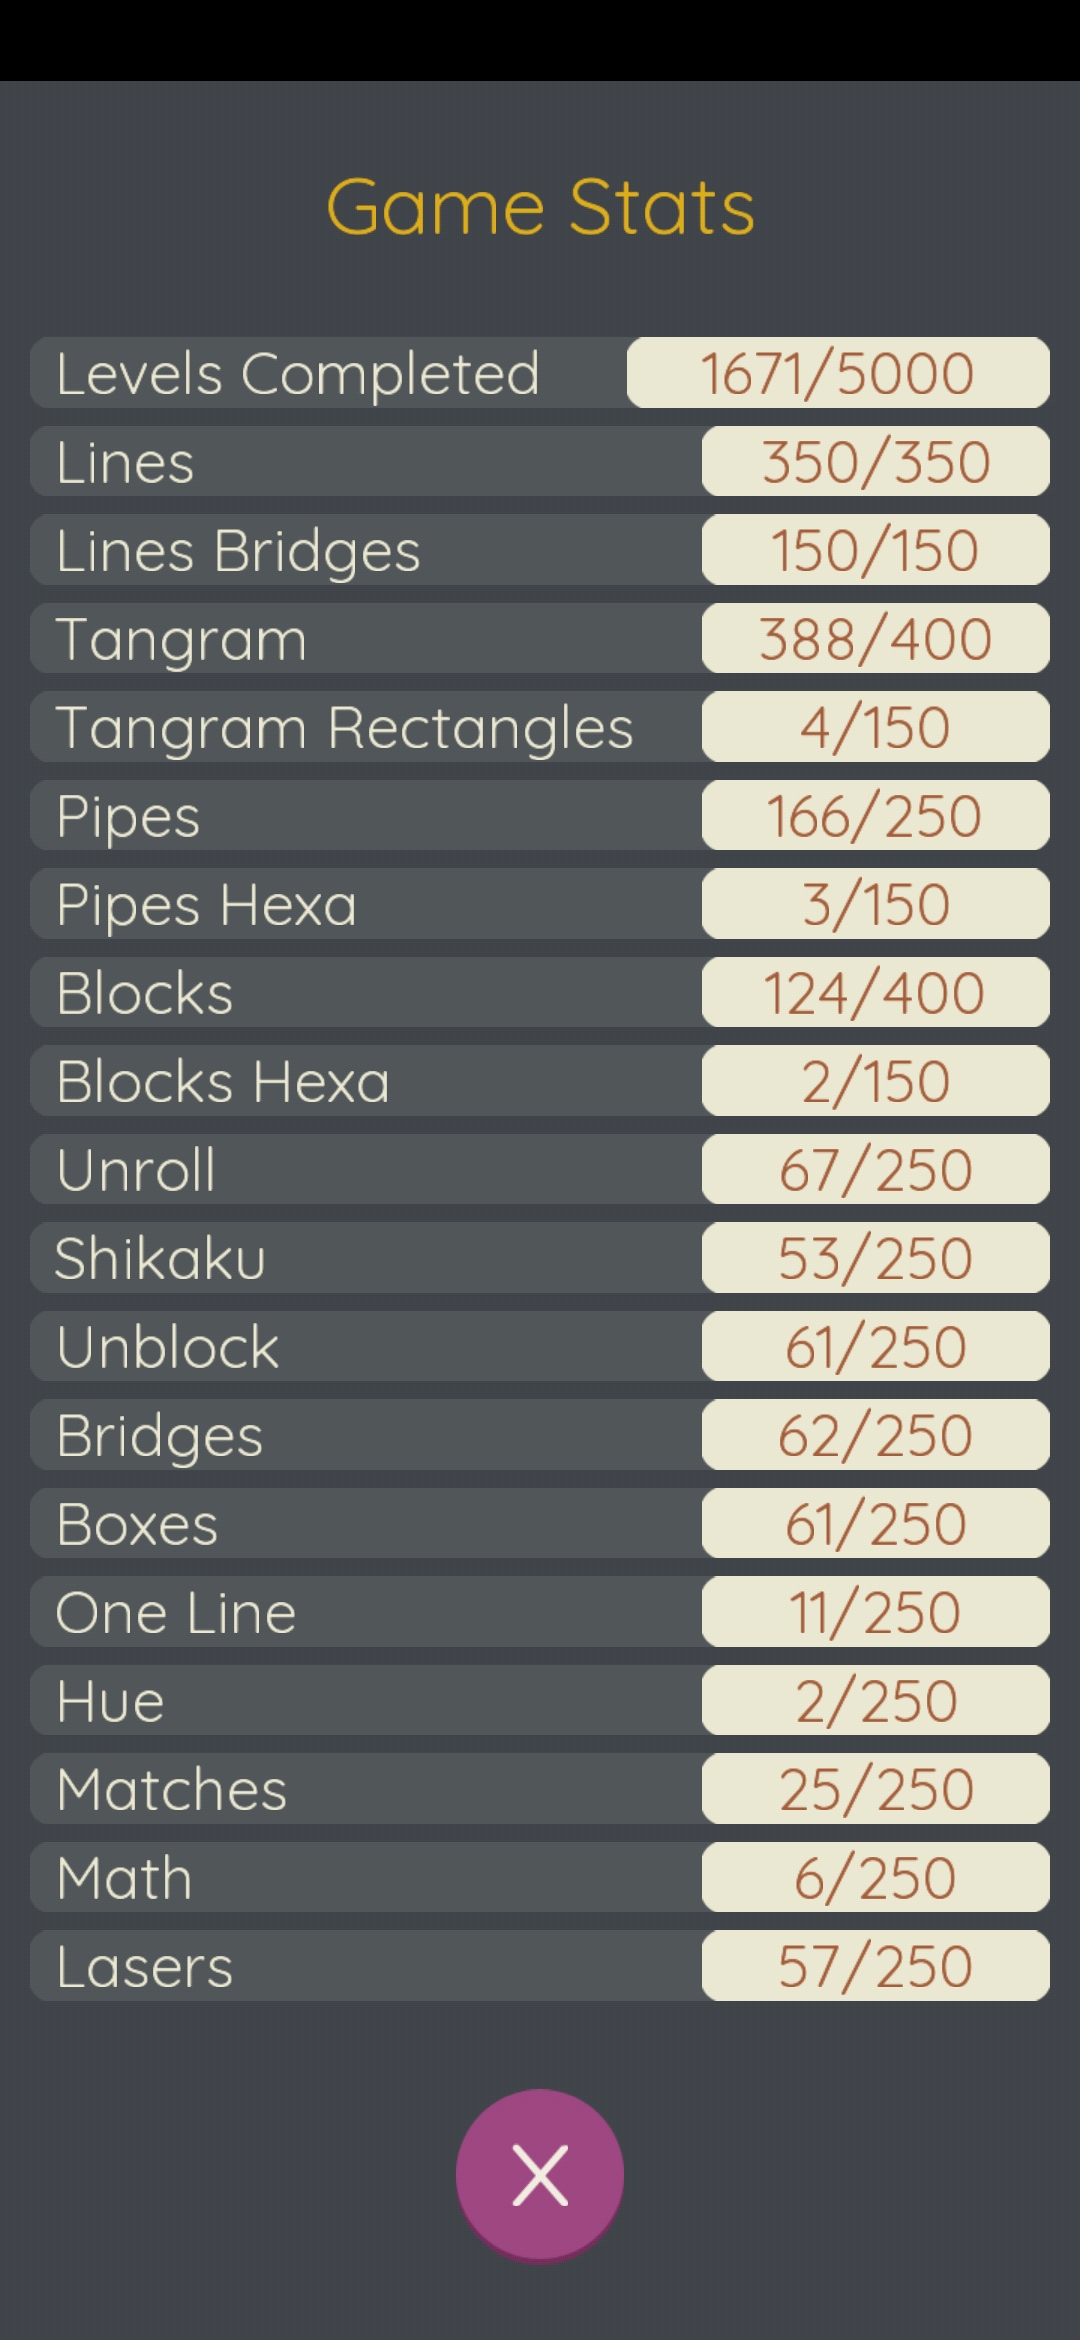 Game Stats
Levels Completed 1671/5000
Lines 350/350
Lines Bridges 150/150
Tangram 388/400
Tangram Rectangles 4/150
Pipes 166/250
Pipes Hexa 3/150
Blocks 124/400
Blocks Hexa 2/150
Unroll 67/250
Shikaku 53/250
Unblock 61/250
Bridges 62/250
Boxes 61/250
One Line 11/250
Hue 2/250
Matches 25/250
Math 6/250
Lasers 57/250